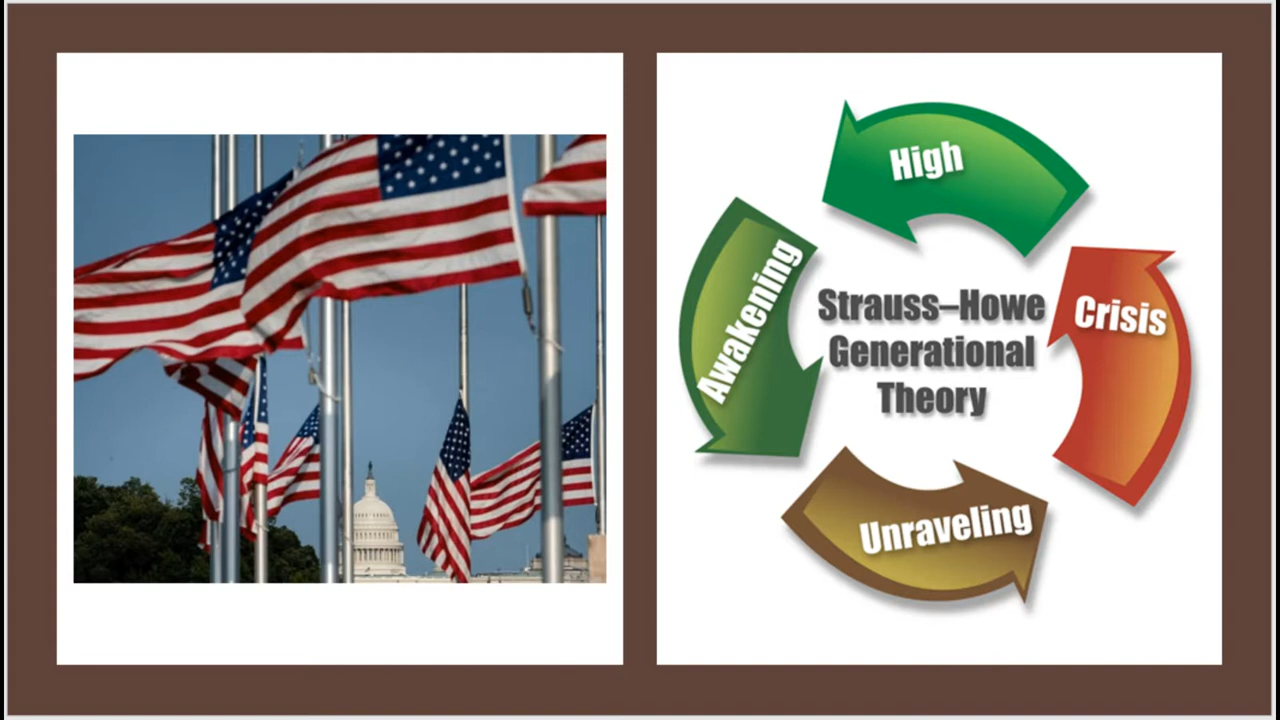 High
Awakening
Strauss–Howe
Generational
Theory
Crisis
Unraveling